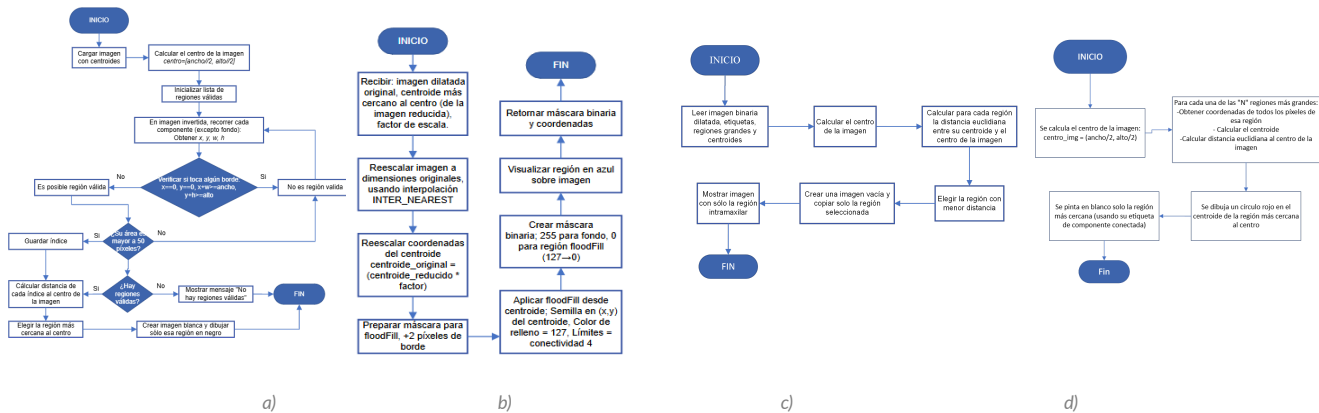 INICIO
Cargar imagen
con centroides
Calcular el centro de la imagen
centro=[ancho//2, alto//2]
Inicializar lista de
regiones válidas
En imagen invertida, recorrer cada
componente (excepto fondo):
Obtener x, y, w, h
Verificar si toca algún borde
x==0, y==0, x+w>=ancho,
y+h>=alto
No
Si
Es posible región válida
No es región valida
¿Su área es
mayor a 50
píxeles?
Si
No
Guardar índice
Cálcular distancia de
cada índice al centro de
la imagen
Si
¿Hay
regiones
válidas?
No
Mostrar mensaje "No
hay regiones válidas"
FIN
Elegir la región más
cercana al centro
Crear imagen blanca y dibujar
sólo esa región en negro
a)
INICIO
Recibir: imagen dilatada
original, centroide más
cercano al centro (de la
imagen reducida),
factor de escala.
Reescalar imagen a
dimensiones originales,
usando interpolación
INTER_NEAREST
Reescalar coordenadas
del centroide
centroide_original =
(centroide_reducido *
factor)
Preparar máscara para
floodFill, +2 píxeles de
borde
FIN
Retornar máscara binaria
y coordenadas
Visualizar región en azul
sobre imagen
Crear máscara
binaria; 255 para fondo, 0
para región floodFill
(127→0)
Aplicar floodFill desde
centroide; Semilla en (x,y)
del centroide, Color de
relleno = 127, Límites =
conectividad 4
b)
INICIO
Leer imagen binaria
dilatada, etiquetas,
regiones grandes y
centroides
Calcular el centro
de la imagen
Calcular para cada región
la distancia euclidiana
entre su centroide y el
centro de la imagen
Mostrar imagen
con sólo la región
intramaxilar
Crear una imagen vacía y
copiar solo la región
seleccionada
Elegir la región con
menor distancia
FIN
c)
INICIO
Se calcula el centro de la imagen:
centro_img = (ancho/2, alto/2)
Para cada una de las "N" regiones más grandes:
-Obtener coordenadas de todos los píxeles de
esa región
- Calcular el centroide
-Calcular distancia euclidiana al centro de la
imagen
Se pinta en blanco solo la región
más cercana (usando su etiqueta
de componente conectada)
Se dibuja un círculo rojo en el
centroide de la región más cercana
al centro
Fin
d)